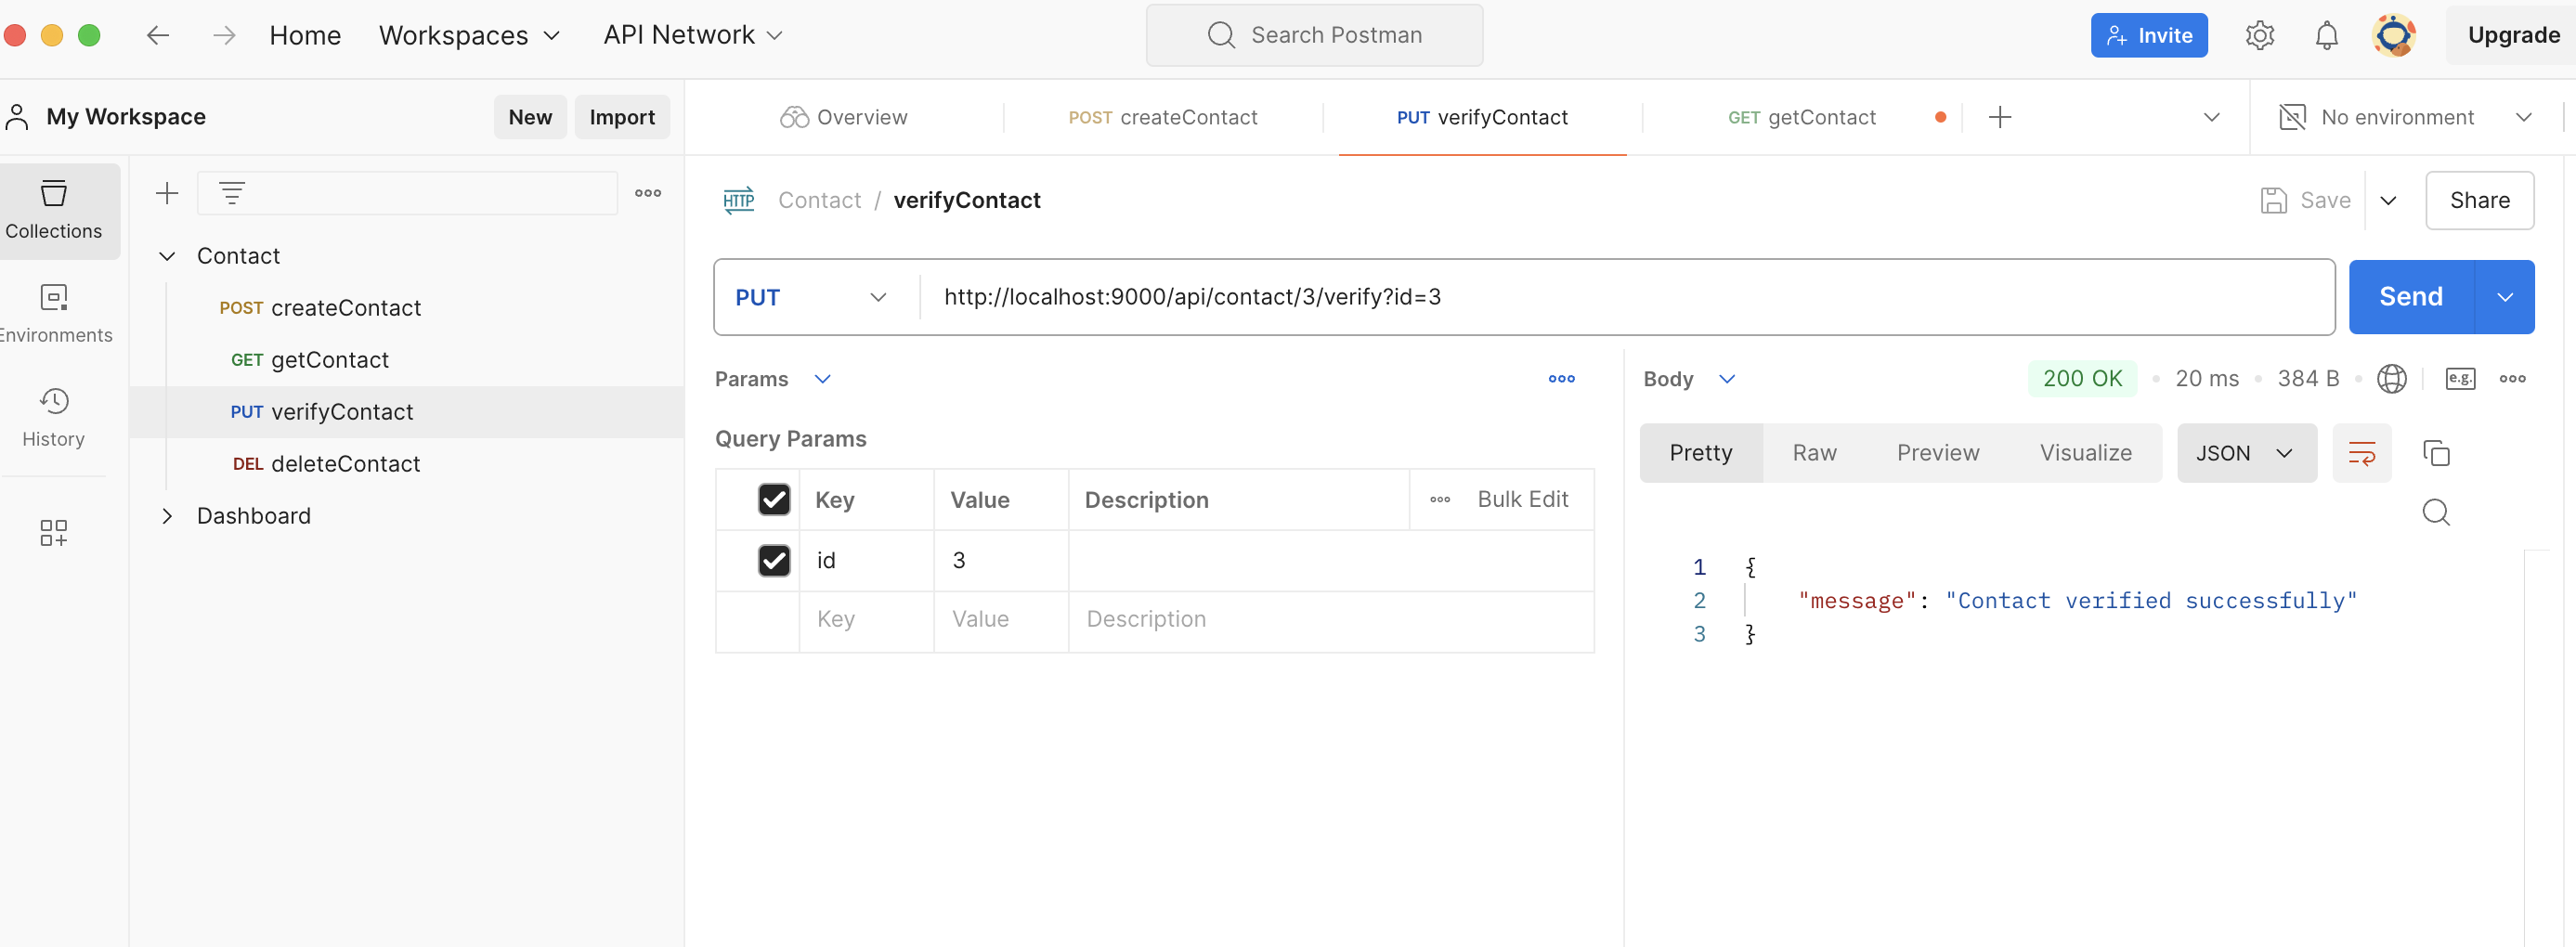 Home Workspaces API Network Search Postman Invite Upgrade
My Workspace New Import Overview POST createContact PUT verifyContact GET getContact No environment
Collections
Environments
History
Contact
POST createContact
GET getContact
PUT verifyContact
DEL deleteContact
Dashboard
HTTP Contact / verifyContact Save Share
PUT http://localhost:9000/api/contact/3/verify?id=3 Send
Params
Query Params
Key Value Description Bulk Edit
id 3
Key Value Description
Body 200 OK 20 ms 384 B e.g.
Pretty Raw Preview Visualize JSON
1 {
2 "message": "Contact verified successfully"
3 }